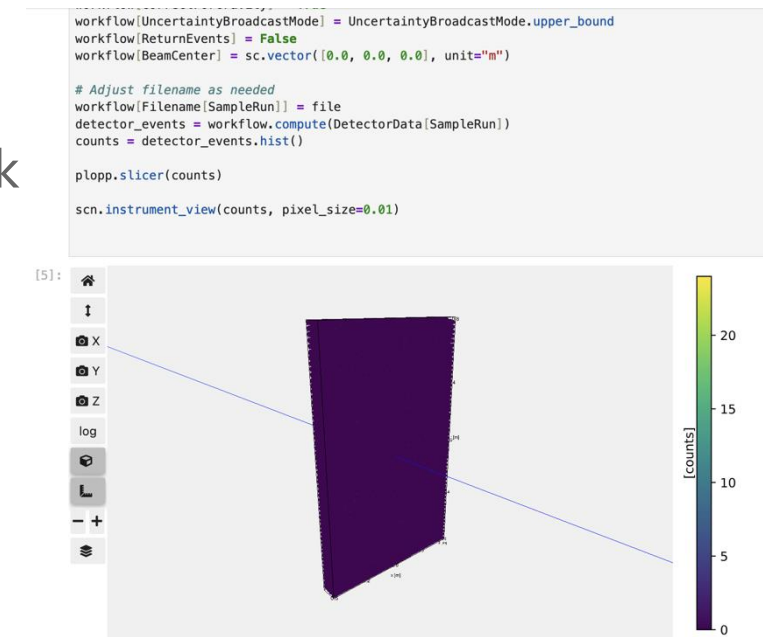 workflow[UncertaintyBroadcastMode] = UncertaintyBroadcastMode.upper_bound
workflow[ReturnEvents] = False
workflow[BeamCenter] = sc.vector([0.0, 0.0, 0.0], unit="m")
# Adjust filename as needed
workflow[Filename[SampleRun]] = file
detector_events = workflow.compute(DetectorData[SampleRun])
counts = detector_events.hist()
k
plopp.slicer(counts)
scn.instrument_view(counts, pixel_size=0.01)
[5]:
X
Y
Z
log
20
15
10
5
0
[counts]
x [m]